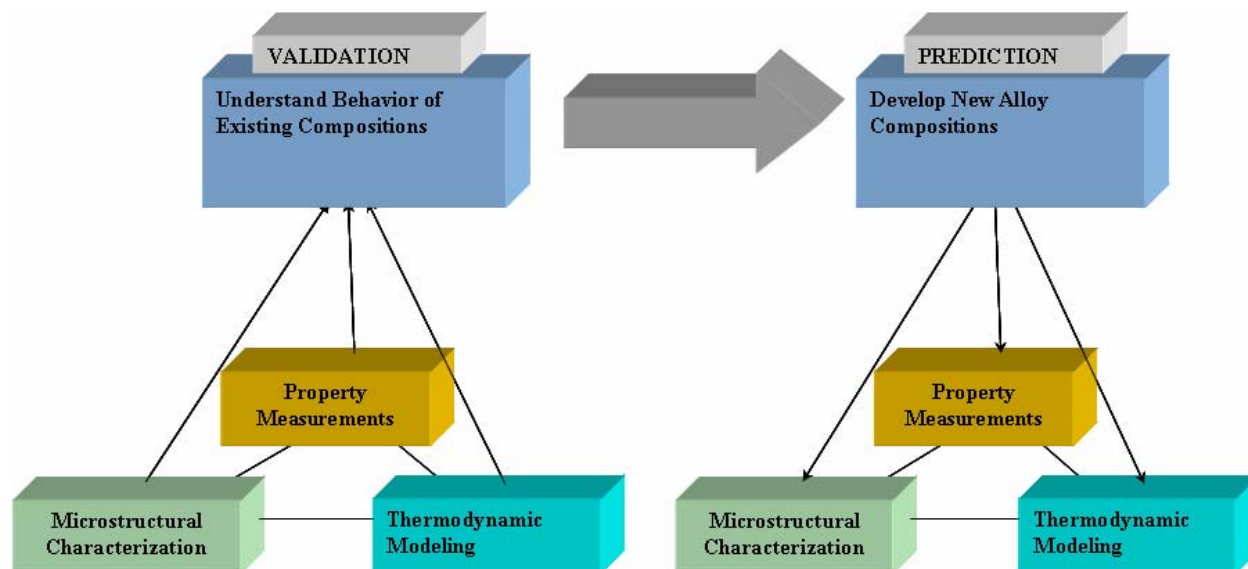 VALIDATION
Understand Behavior of
Existing Compositions
Property
Measurements
Microstructural
Characterization
Thermodynamic
Modeling
PREDICTION
Develop New Alloy
Compositions
Property
Measurements
Microstructural
Characterization
Thermodynamic
Modeling